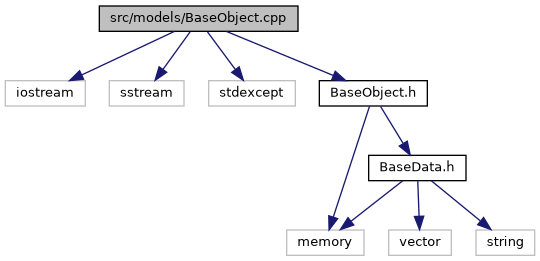 src/models/BaseObject.cpp
iostream
sstream
stdexcept
BaseObject.h
BaseData.h
memory
vector
string